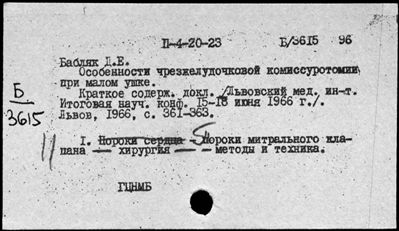 П-4-20-23 Б/3615 96
Бабляк Д.Е.
Особенности чрезжелудочковой комиссуротомии
при малом ушке.
Краткое содерж. докл. /Львовский мед. ин-т.
Итоговая науч. конф. 15-18 июня 1966 г./.
Львов, 1966, с. 361-363.
Б
3615
1. Пороки сердца - Пороки митрального кла-
пана — хирургия — — методы и техника.
ГЦНМБ